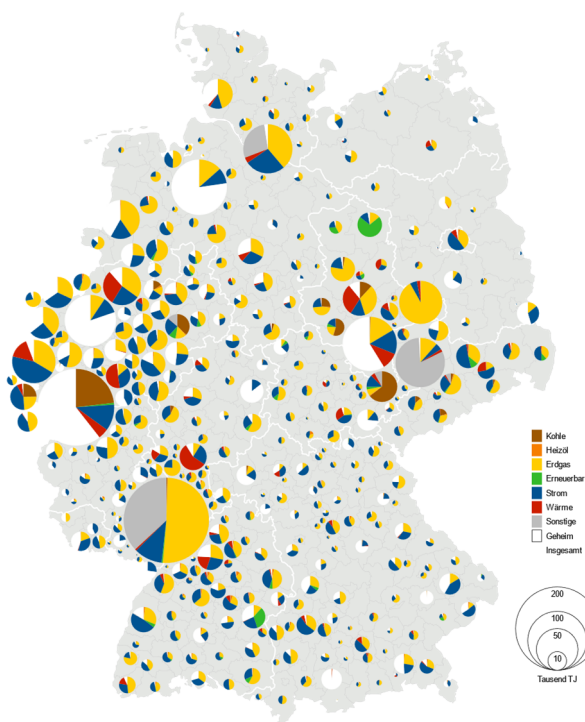 Kohle
Heizöl
Erdgas
Erneuerbar
Strom
Wärme
Sonstige
Geheim
Insgesamt
200
100
50
10
Tausend TJ